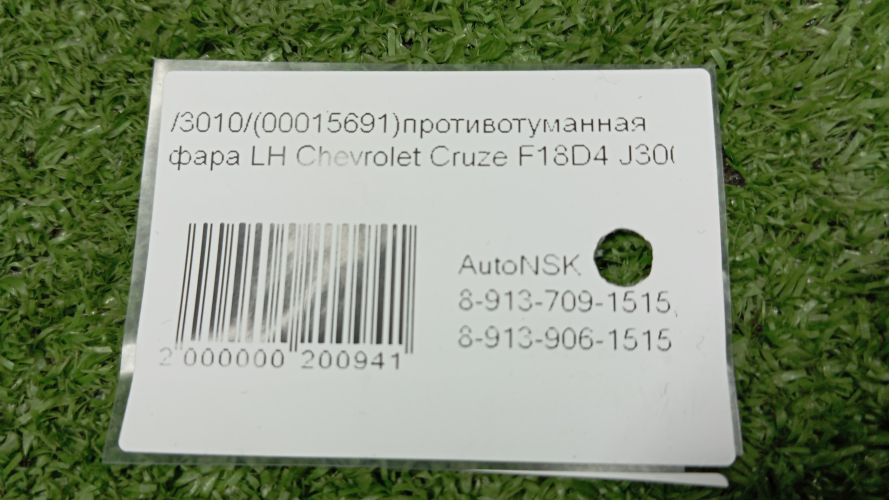 /3010/(00015691)противотуманная
фара LH Chevrolet Cruze F18D4 J300
AutoNSK
8-913-709-1515,
8-913-906-1515
2 000000 200941